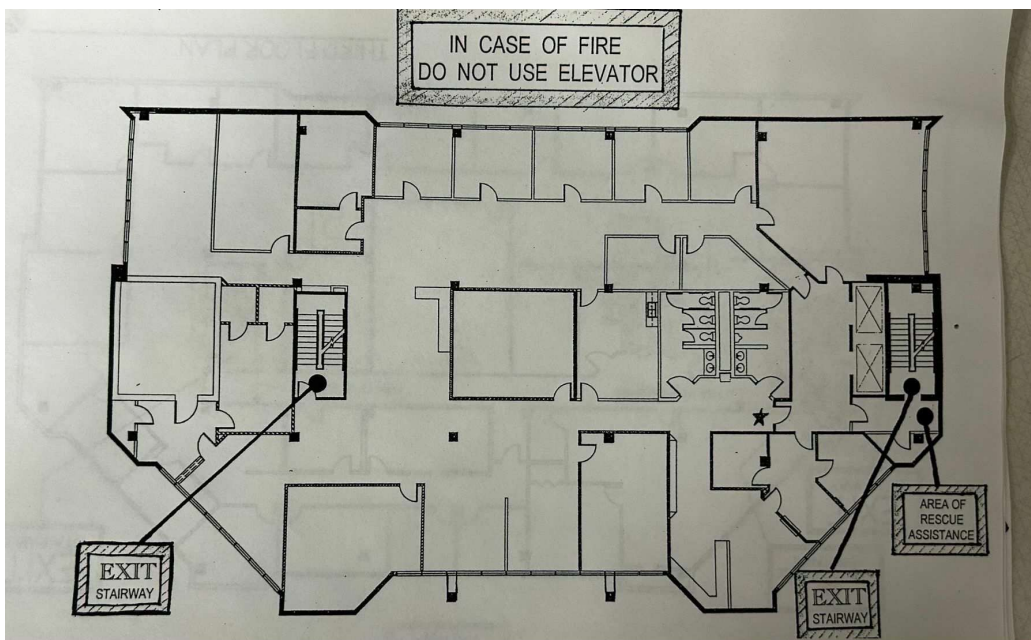 IN CASE OF FIRE
DO NOT USE ELEVATOR
EXIT
STAIRWAY
AREA OF
RESCUE
ASSISTANCE
EXIT
STAIRWAY